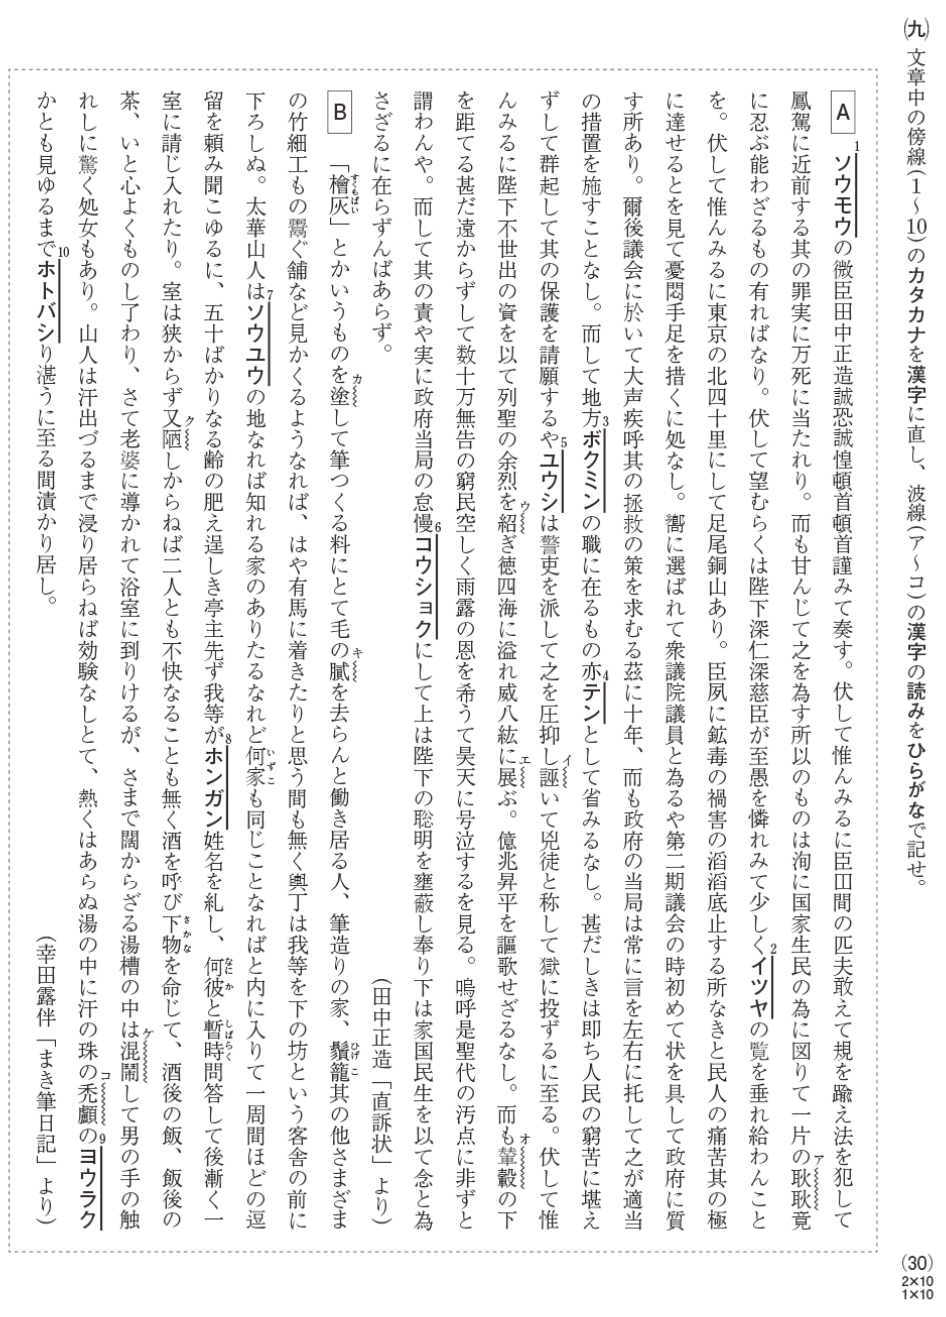 ㈨ 文章中の傍線(1~10)のカタカナを漢字に直し、波線(ア~コ)の漢字の読みをひらがなで記せ。
(30)
2×10
1×10
A 1ソウモウの微臣田中正造誠恐誠惶頓首頓首謹みて奏す。伏して惟んみるに臣田間の匹夫敢えて規を踰え法を犯して
鳳駕に近前する其の罪実に万死に当たれり。而も甘んじて之を為す所以のものは洵に国家生民の為に図りて一片のア耿耿竟
に忍ぶ能わざるもの有ればなり。伏して望むらくは陛下深仁深慈臣が至愚を憐れみて少しく2イツヤの覧を垂れ給わんこと
を。伏して惟んみるに東京の北四十里にして足尾銅山あり。臣夙に鉱毒の禍害の滔滔底止する所なきと民人の痛苦其の極
に達せるとを見て憂悶手足を措くに処なし。嚮に選ばれて衆議院議員と為るや第二期議会の時初めて状を具して政府に質
す所あり。爾後議会に於いて大声疾呼其の拯救の策を求むる茲に十年、而も政府の当局は常に言を左右に托して之が適当
の措置を施すことなし。而して地方3ボクミンの職に在るもの亦4テンとして省みるなし。甚だしきは即ち人民の窮苦に堪え
ずして群起して其の保護を請願するや5ユウシは警吏を派して之を圧抑しイ誣いて兇徒と称して獄に投ずるに至る。伏して惟
んみるに陛下不世出の資を以て列聖の余烈をウ紹ぎ徳四海に溢れ威八紘にエ展ぶ。億兆昇平を謳歌せざるなし。而もオ輦轂の下
を距てる甚だ遠からずして数十万無告の窮民空しく雨露の恩を希うて昊天に号泣するを見る。嗚呼是聖代の汚点に非ずと
謂わんや。而して其の責や実に政府当局の怠慢6コウショクにして上は陛下の聡明を壅蔽し奉り下は家国民生を以て念と為
さざるに在らずんばあらず。
(田中正造「直訴状」より)
B 「檜灰すくもばい」とかいうものをカ塗して筆つくる料にとて毛のキ膩を去らんと働き居る人、筆造りの家、鬚籠ひげこ其の他さまざま
の竹細工もの鬻ぐ舗など見かくるようなれば、はや有馬に着きたりと思う間も無く輿丁は我等を下の坊という客舎の前に
下ろしぬ。太華山人は7ソウユウの地なれば知れる家のありたるなれど何家いずこも同じことなればと内に入りて一周間ほどの逗
留を頼み聞こゆるに、五十ばかりなる齢の肥え逞しき亭主先ず我等が8ホンガン姓名を糺し、何彼なにかと暫時しばらく問答して後漸く一
室に請じ入れたり。室は狭からず又ク陋しからねば二人とも不快なることも無く酒を呼び下物さかなを命じて、酒後の飯、飯後の
茶、いと心よくものし了わり、さて老婆に導かれて浴室に到りけるが、さまで闊からざる湯槽の中はケ混鬧して男の手の触
れしに驚く処女もあり。山人は汗出づるまで浸り居らねば効験なしとて、熱くはあらぬ湯の中に汗の珠のコ禿顱の9ヨウラク
かとも見ゆるまで10ホトバシり湛うに至る間漬かり居し。
(幸田露伴「まき筆日記」より)